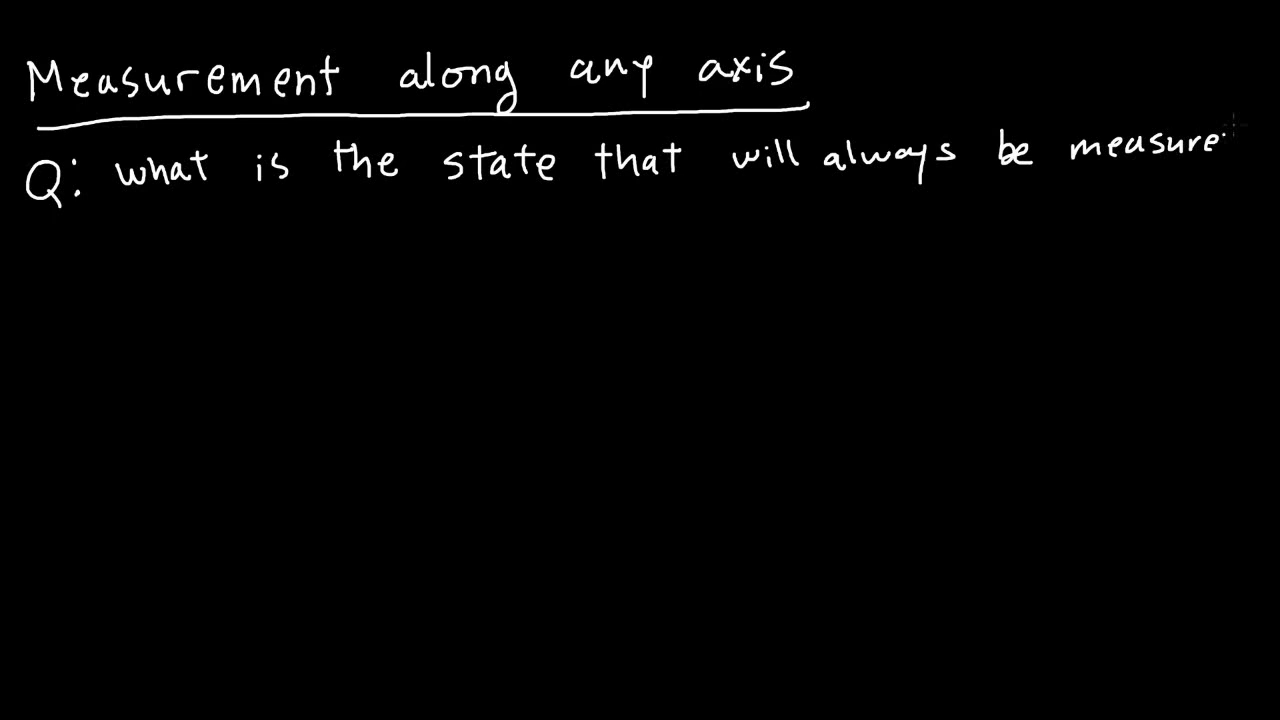 Measurement along any axis
Q: what is the state that will always be measure